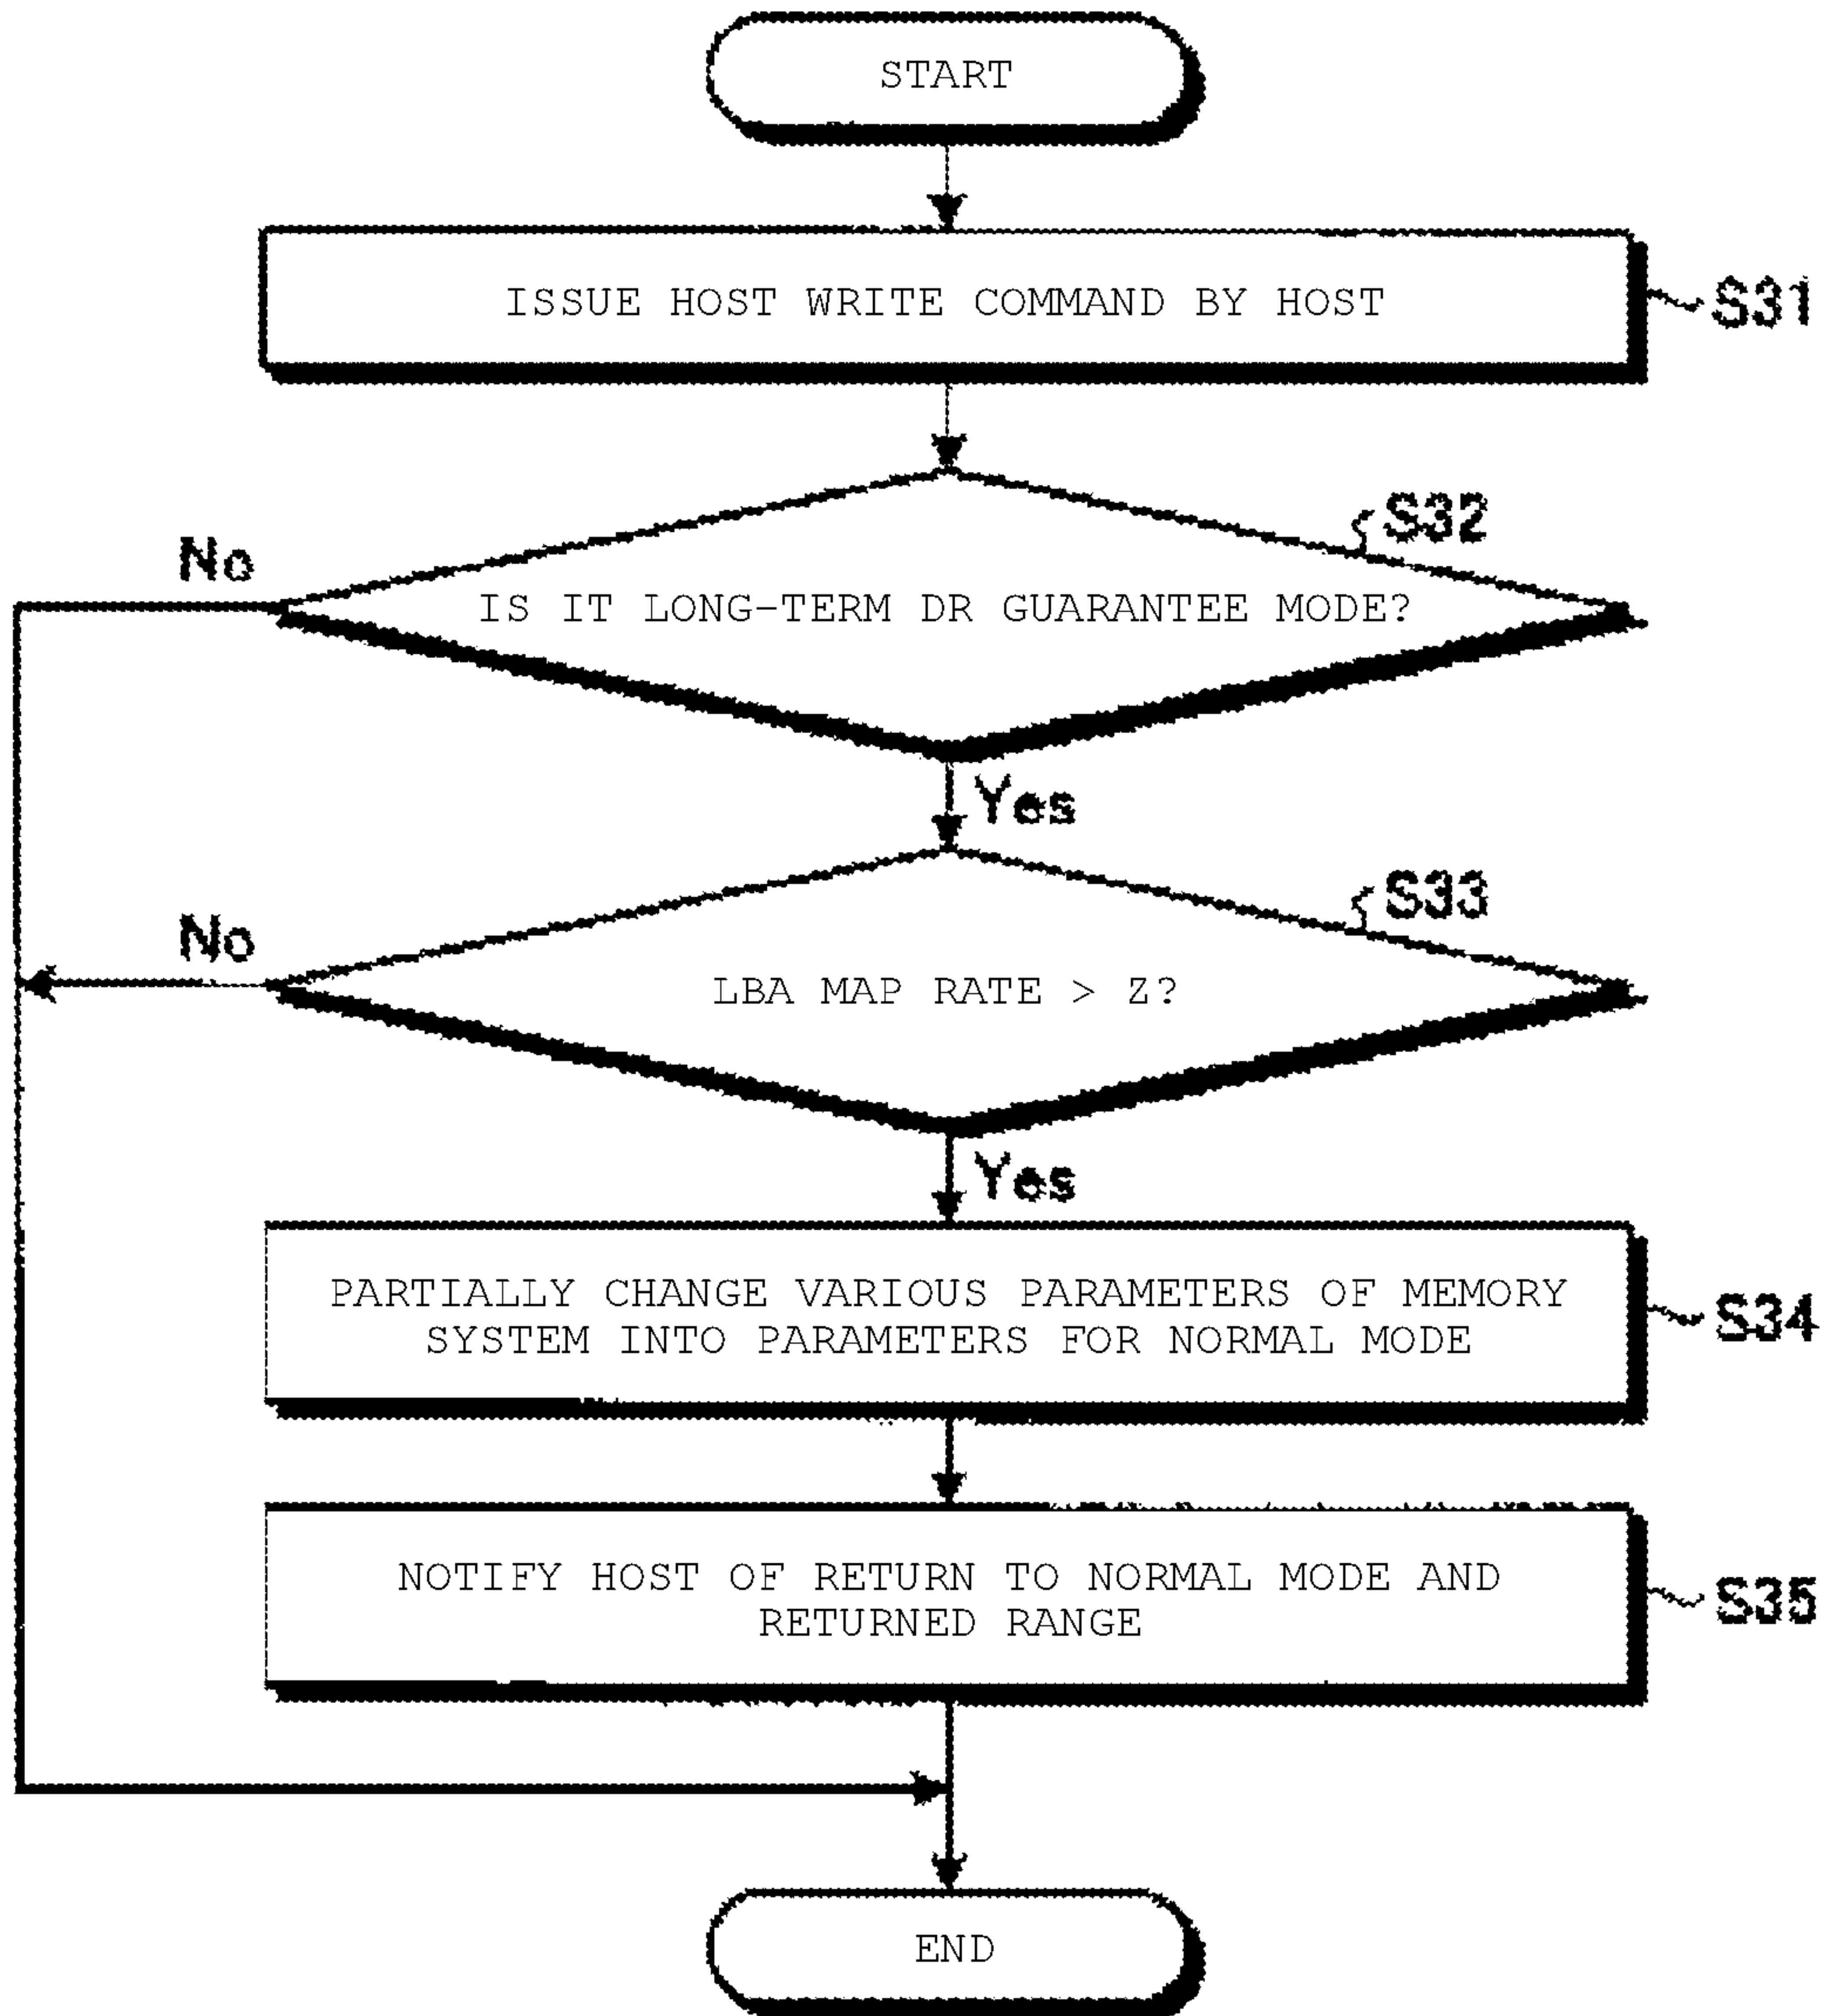 START
ISSUE HOST WRITE COMMAND BY HOST
S31
S32
No
IS IT LONG-TERM DR GUARANTEE MODE?
Yes
S33
No
LBA MAP RATE > Z?
Yes
PARTIALLY CHANGE VARIOUS PARAMETERS OF MEMORY
SYSTEM INTO PARAMETERS FOR NORMAL MODE
S34
NOTIFY HOST OF RETURN TO NORMAL MODE AND
RETURNED RANGE
S35
END